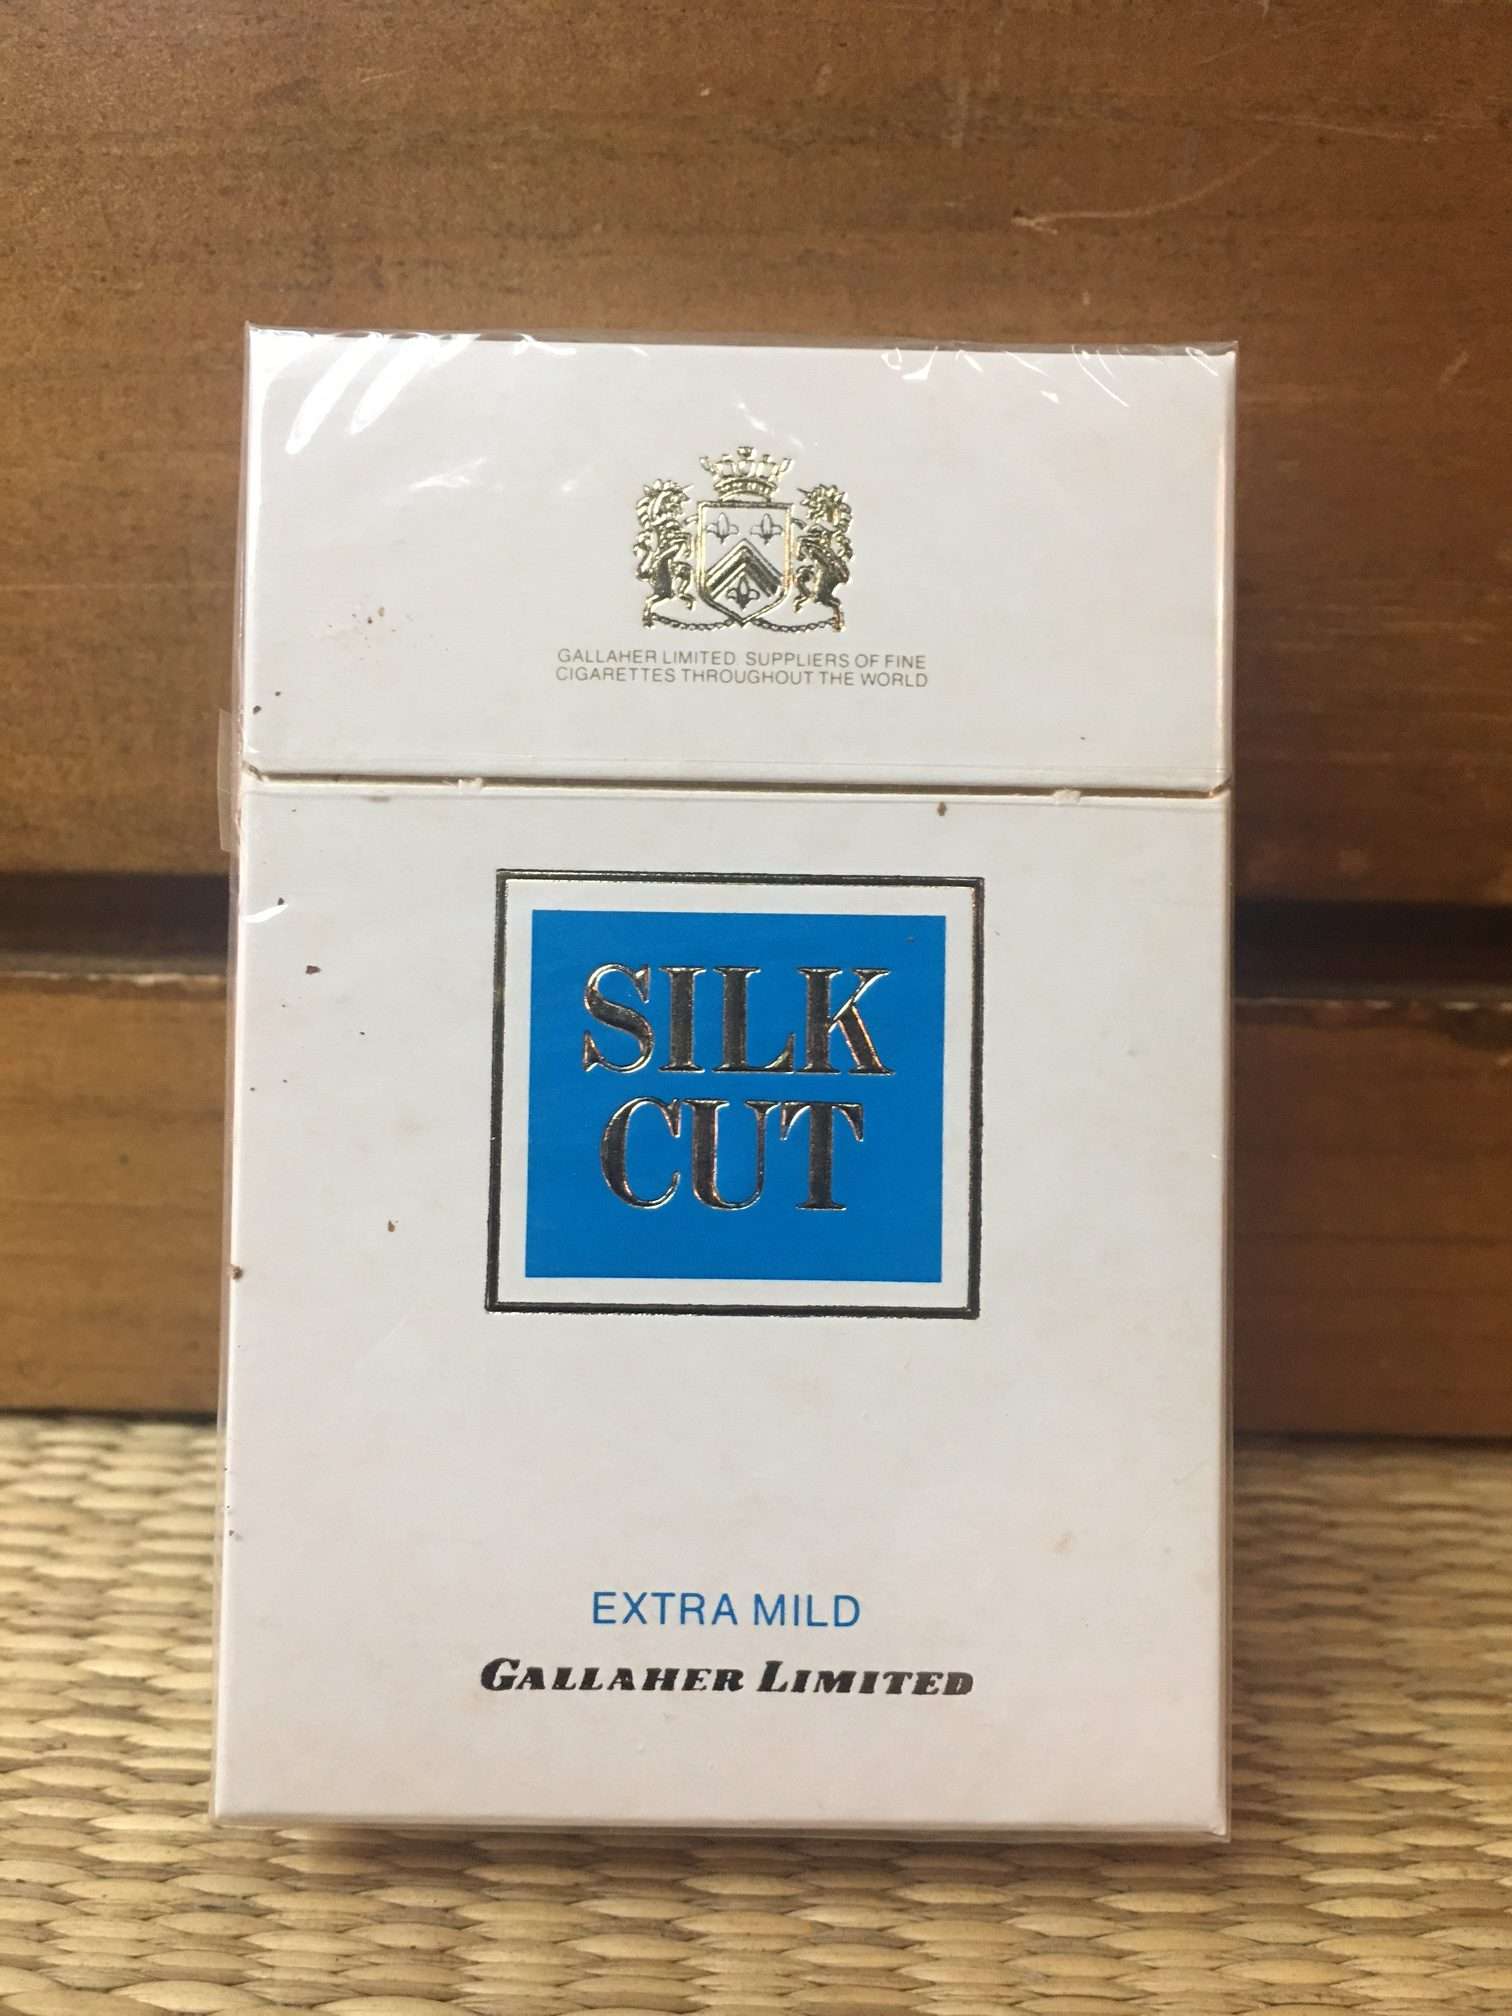 GALLAHER LIMITED. SUPPLIERS OF FINE
CIGARETTES THROUGHOUT THE WORLD
SILK
CUT
EXTRA MILD
GALLAHER LIMITED